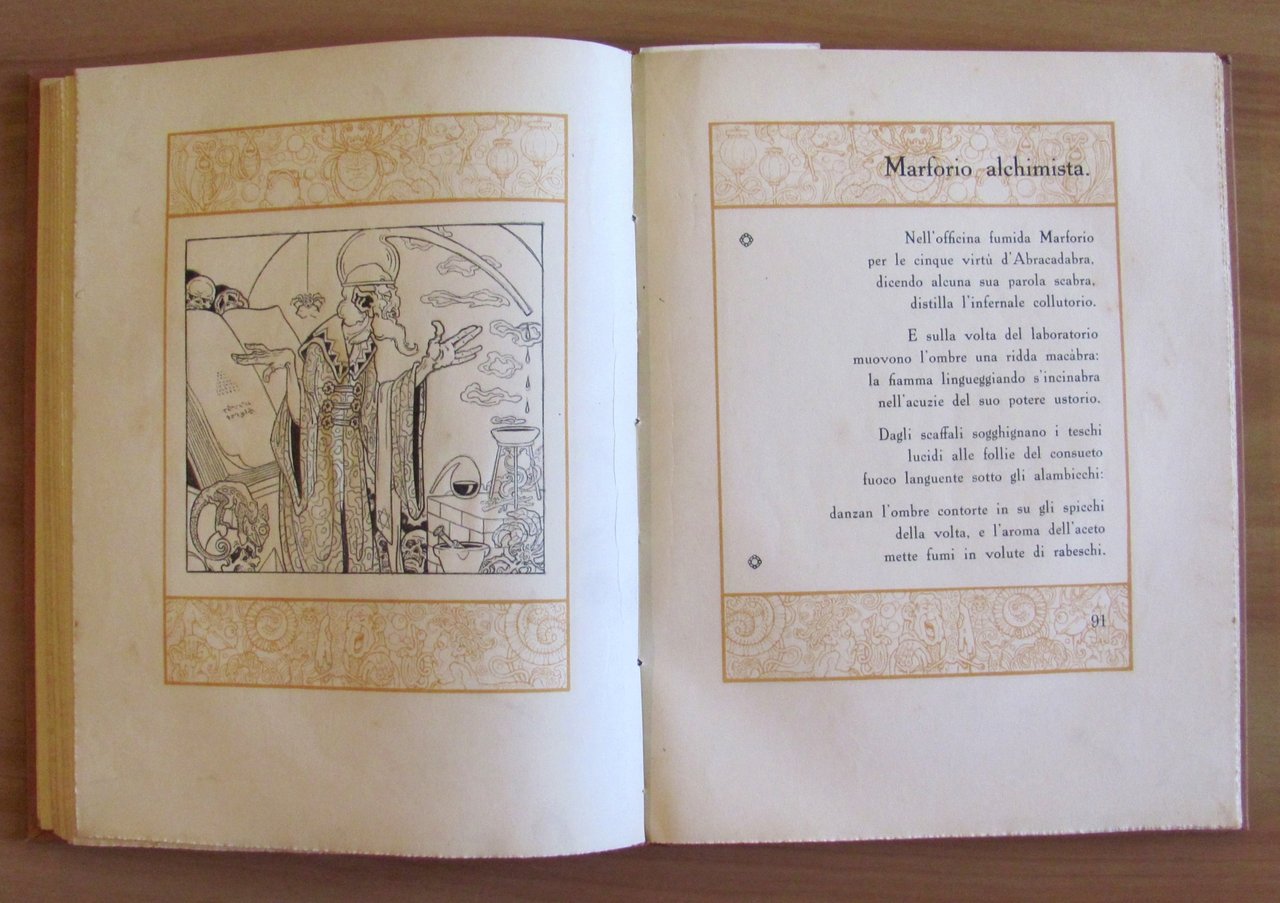 Marforio alchimista.
Nell'officina fumida Marforio
per le cinque virtù d'Abracadabra,
dicendo alcuna sua parola scabra,
distilla l'infernale collutorio.
E sulla volta del laboratorio
muovono l'ombre una ridda macàbra:
la fiamma lingueggiando s'incinabra
nell'acuzie del suo potere ustorio.
Dagli scaffali sogghignano i teschi
lucidi alle follie del consueto
fuoco languente sotto gli alambicchi:
danzan l'ombre contorte in su gli spicchi
della volta, e l'aroma dell'aceto
mette fumi in volute di rabeschi.
91